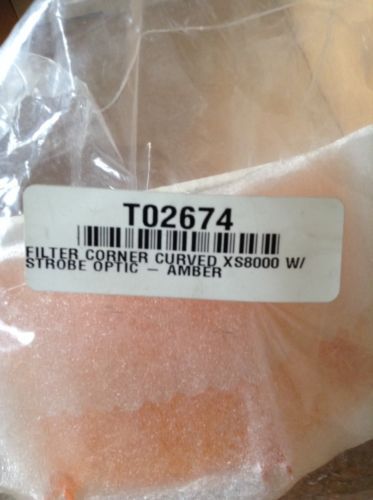 T02674
FILTER CORNER CURVED XS8000 W/
STROBE OPTIC - AMBER